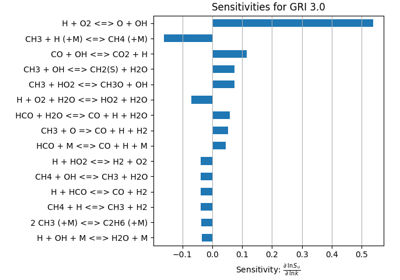 Sensitivities for GRI 3.0
H + O2 <=> O + OH
CH3 + H (+M) <=> CH4 (+M)
CO + OH <=> CO2 + H
CH3 + OH <=> CH2(S) + H2O
CH3 + HO2 <=> CH3O + OH
H + O2 + H2O <=> HO2 + H2O
HCO + H2O <=> CO + H + H2O
CH3 + O => CO + H + H2
HCO + M <=> CO + H + M
H + HO2 <=> H2 + O2
CH4 + OH <=> CH3 + H2O
H + HCO <=> CO + H2
CH4 + H <=> CH3 + H2
2 CH3 (+M) <=> C2H6 (+M)
H + OH + M <=> H2O + M
−0.1 0.0 0.1 0.2 0.3 0.4 0.5
Sensitivity: ∂ ln S_u / ∂ ln k